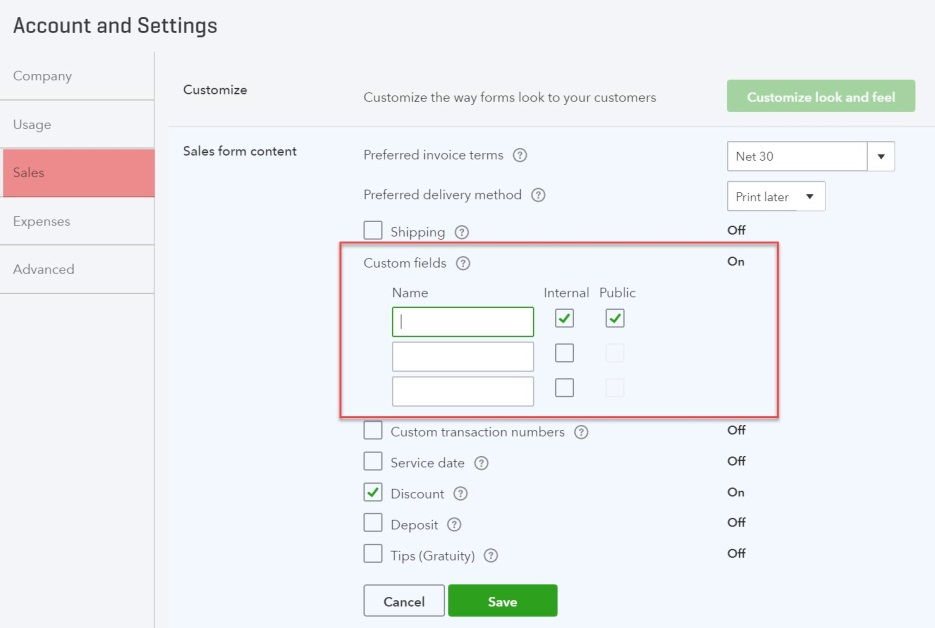 Account and Settings
Company
Usage
Sales
Expenses
Advanced
Customize
Customize the way forms look to your customers
Customize look and feel
Sales form content
Preferred invoice terms ?
Net 30
Preferred delivery method ?
Print later
Shipping ?
Off
Custom fields ?
On
Name Internal Public
Custom transaction numbers ?
Off
Service date ?
Off
Discount ?
On
Deposit ?
Off
Tips (Gratuity) ?
Off
Cancel
Save